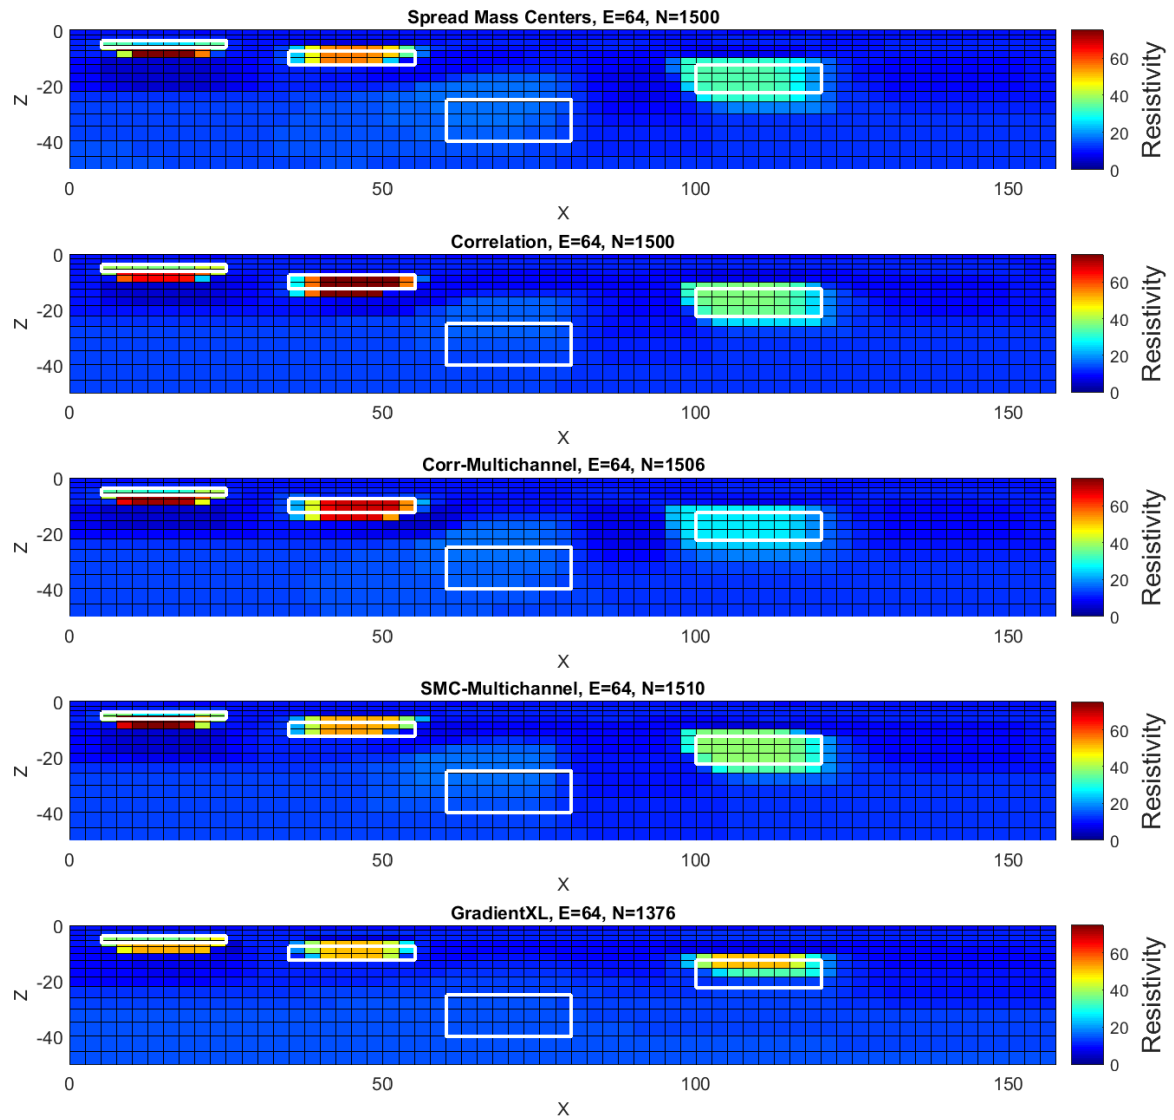 Spread Mass Centers, E=64, N=1500
0
-20
-40
Z
0 50 100 150
X
60
40
20
0
Resistivity
Correlation, E=64, N=1500
0
-20
-40
Z
0 50 100 150
X
60
40
20
0
Resistivity
Corr-Multichannel, E=64, N=1506
0
-20
-40
Z
0 50 100 150
X
60
40
20
0
Resistivity
SMC-Multichannel, E=64, N=1510
0
-20
-40
Z
0 50 100 150
X
60
40
20
0
Resistivity
GradientXL, E=64, N=1376
0
-20
-40
Z
0 50 100 150
X
60
40
20
0
Resistivity